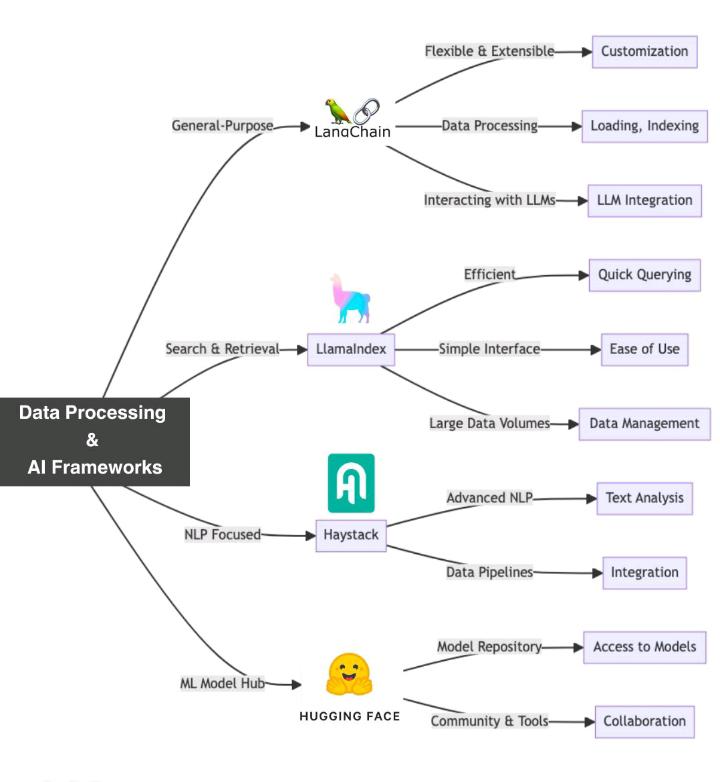 Flexible & Extensible
Customization
General-Purpose
LangChain
Data Processing
Loading, Indexing
Interacting with LLMs
LLM Integration
Efficient
Quick Querying
Search & Retrieval
LlamaIndex
Simple Interface
Ease of Use
Large Data Volumes
Data Management
Data Processing
&
AI Frameworks
Advanced NLP
Text Analysis
NLP Focused
Haystack
Data Pipelines
Integration
Model Repository
Access to Models
ML Model Hub
HUGGING FACE
Community & Tools
Collaboration